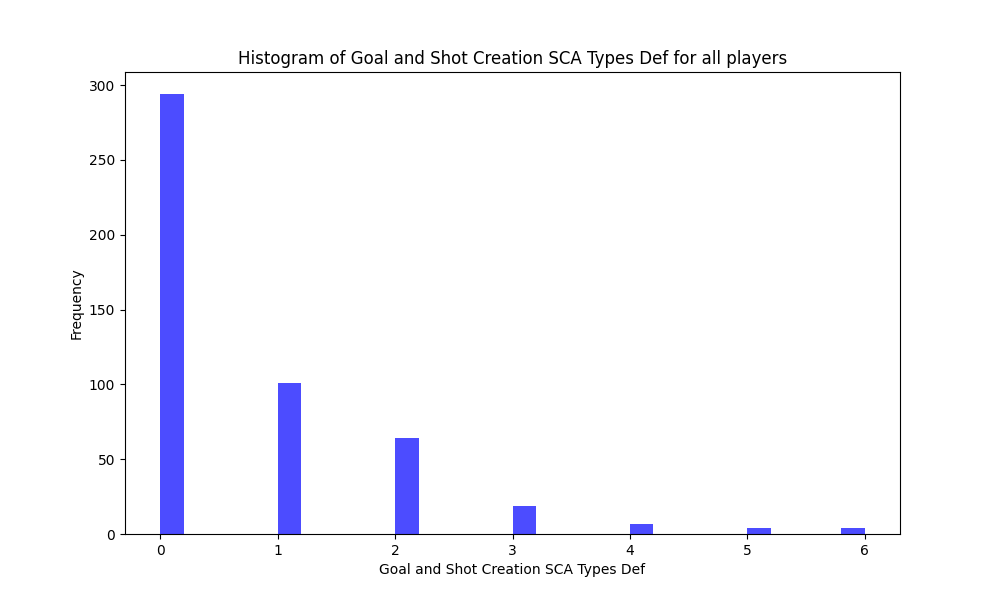 Histogram of Goal and Shot Creation SCA Types Def for all players
300
250
200
150
100
50
0
Frequency
0 1 2 3 4 5 6
Goal and Shot Creation SCA Types Def